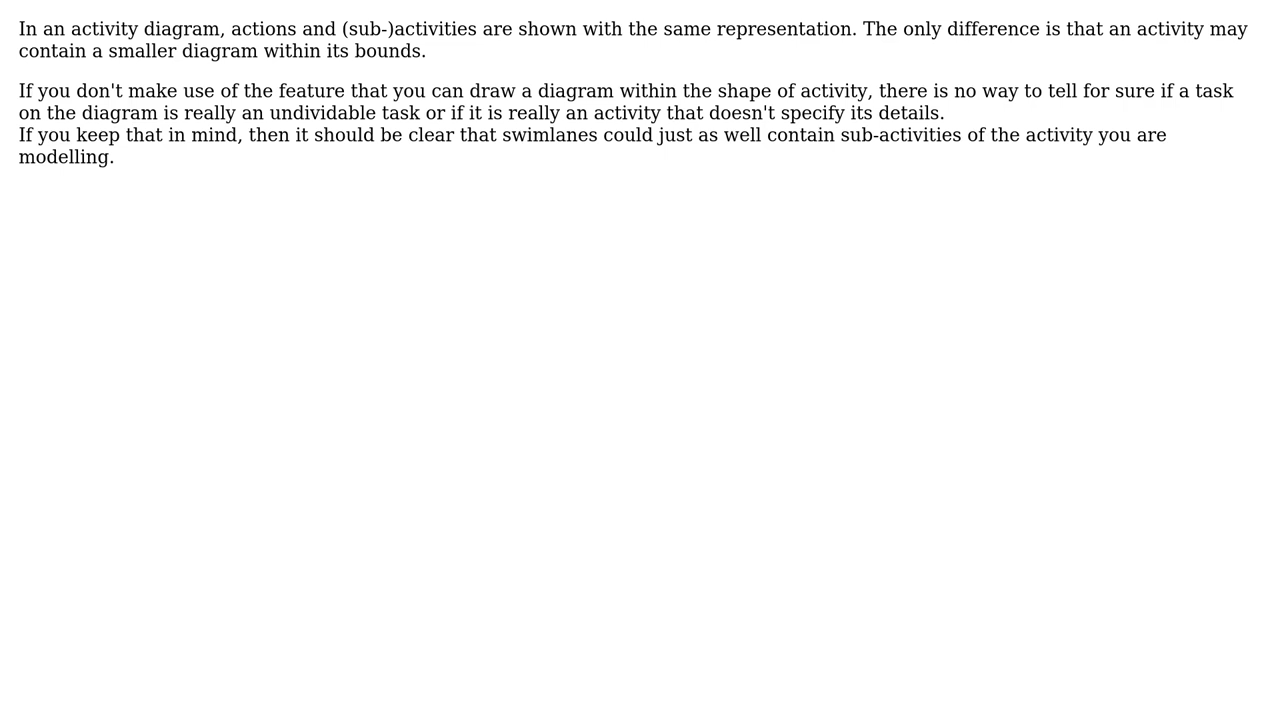 In an activity diagram, actions and (sub-)activities are shown with the same representation. The only difference is that an activity may
contain a smaller diagram within its bounds.
If you don't make use of the feature that you can draw a diagram within the shape of activity, there is no way to tell for sure if a task
on the diagram is really an undividable task or if it is really an activity that doesn't specify its details.
If you keep that in mind, then it should be clear that swimlanes could just as well contain sub-activities of the activity you are
modelling.